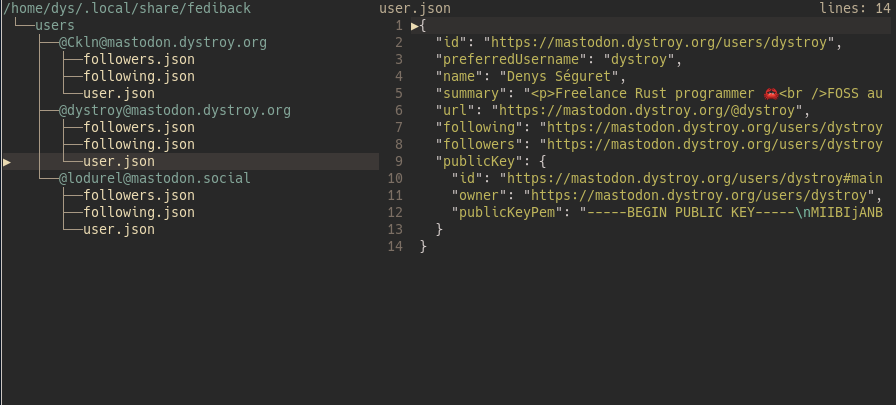 /home/dys/.local/share/fediback
users
@Ckln@mastodon.dystroy.org
followers.json
following.json
user.json
@dystroy@mastodon.dystroy.org
followers.json
following.json
user.json
@lodurel@mastodon.social
followers.json
following.json
user.json
user.json lines: 14
1 {
2 "id": "https://mastodon.dystroy.org/users/dystroy",
3 "preferredUsername": "dystroy",
4 "name": "Denys Séguret",
5 "summary": "<p>Freelance Rust programmer 🦀<br />FOSS au
6 "url": "https://mastodon.dystroy.org/@dystroy",
7 "following": "https://mastodon.dystroy.org/users/dystroy
8 "followers": "https://mastodon.dystroy.org/users/dystroy
9 "publicKey": {
10 "id": "https://mastodon.dystroy.org/users/dystroy#main
11 "owner": "https://mastodon.dystroy.org/users/dystroy",
12 "publicKeyPem": "-----BEGIN PUBLIC KEY-----\nMIIBIjANB
13 }
14 }